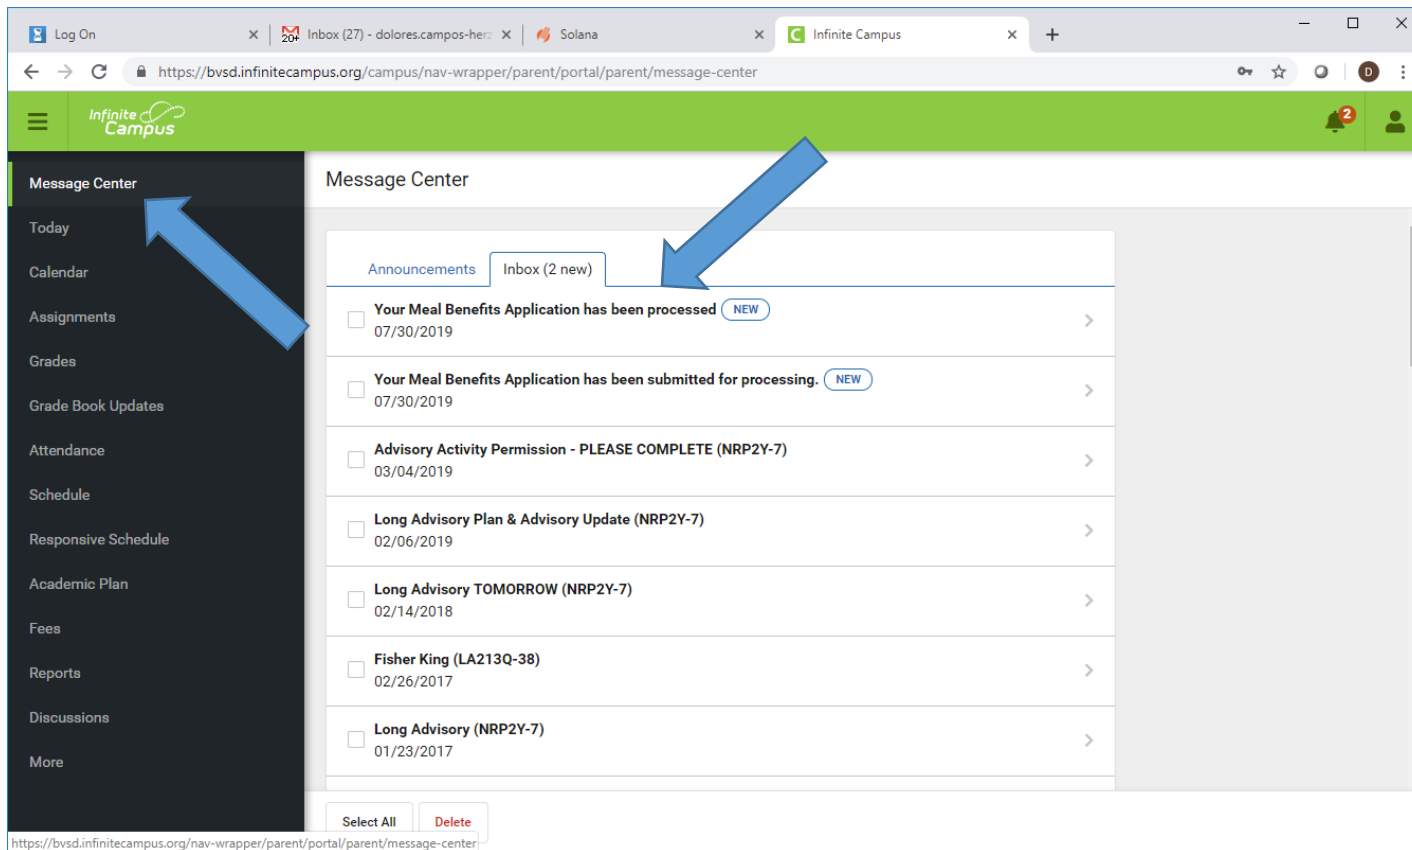 Log On
Inbox (27) - dolores.campos-herz
Solana
Infinite Campus
https://bvsd.infinitecampus.org/campus/nav-wrapper/parent/portal/parent/message-center
D
Infinite
Campus
2
Message Center
Today
Calendar
Assignments
Grades
Grade Book Updates
Attendance
Schedule
Responsive Schedule
Academic Plan
Fees
Reports
Discussions
More
Message Center
Announcements
Inbox (2 new)
Your Meal Benefits Application has been processed NEW
07/30/2019
Your Meal Benefits Application has been submitted for processing. NEW
07/30/2019
Advisory Activity Permission - PLEASE COMPLETE (NRP2Y-7)
03/04/2019
Long Advisory Plan & Advisory Update (NRP2Y-7)
02/06/2019
Long Advisory TOMORROW (NRP2Y-7)
02/14/2018
Fisher King (LA213Q-38)
02/26/2017
Long Advisory (NRP2Y-7)
01/23/2017
Select All
Delete
https://bvsd.infinitecampus.org/nav-wrapper/parent/portal/parent/message-center